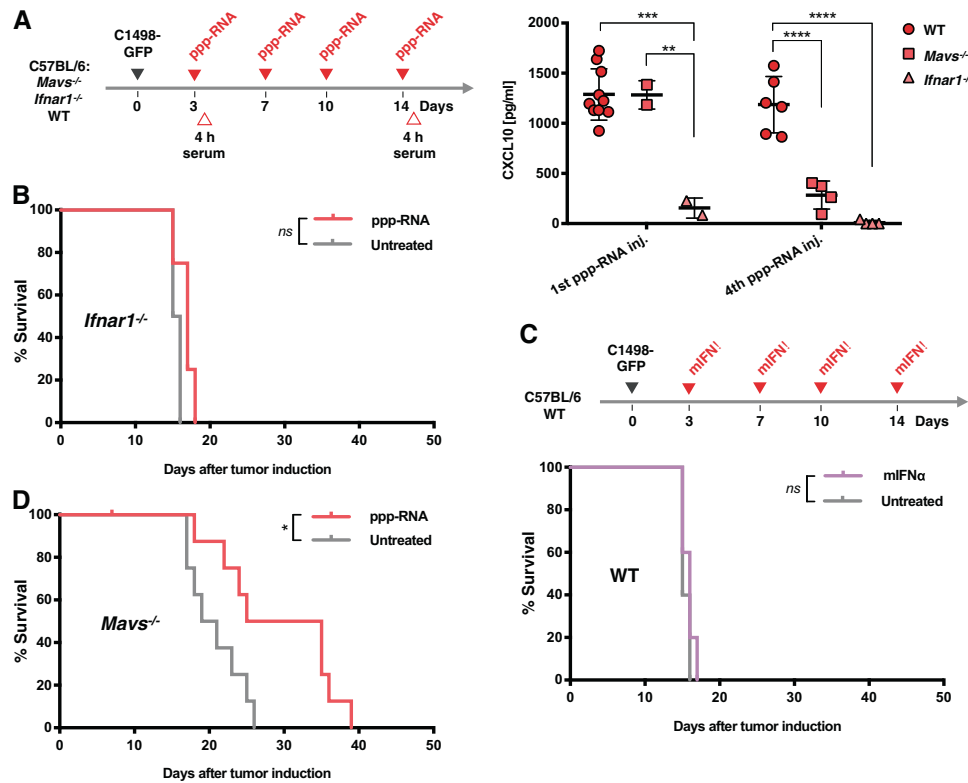 A
C1498-
GFP
ppp-RNA
ppp-RNA
ppp-RNA
ppp-RNA
C57BL/6:
Mavs-/-
Ifnar1-/-
WT
0
3
7
10
14
Days
4 h
serum
4 h
serum
CXCL10 [pg/ml]
2000
1500
1000
500
0
***
**
****
****
WT
Mavs-/-
Ifnar1-/-
1st ppp-RNA inj.
4th ppp-RNA inj.
B
% Survival
100
80
60
40
20
0
Ifnar1-/-
ns
ppp-RNA
Untreated
0 10 20 30 40 50
Days after tumor induction
C
C1498-
GFP
mIFN!
mIFN!
mIFN!
mIFN!
C57BL/6
WT
0
3
7
10
14
Days
% Survival
100
80
60
40
20
0
WT
ns
mIFNα
Untreated
0 10 20 30 40 50
Days after tumor induction
D
% Survival
100
80
60
40
20
0
Mavs-/-
*
ppp-RNA
Untreated
0 10 20 30 40 50
Days after tumor induction